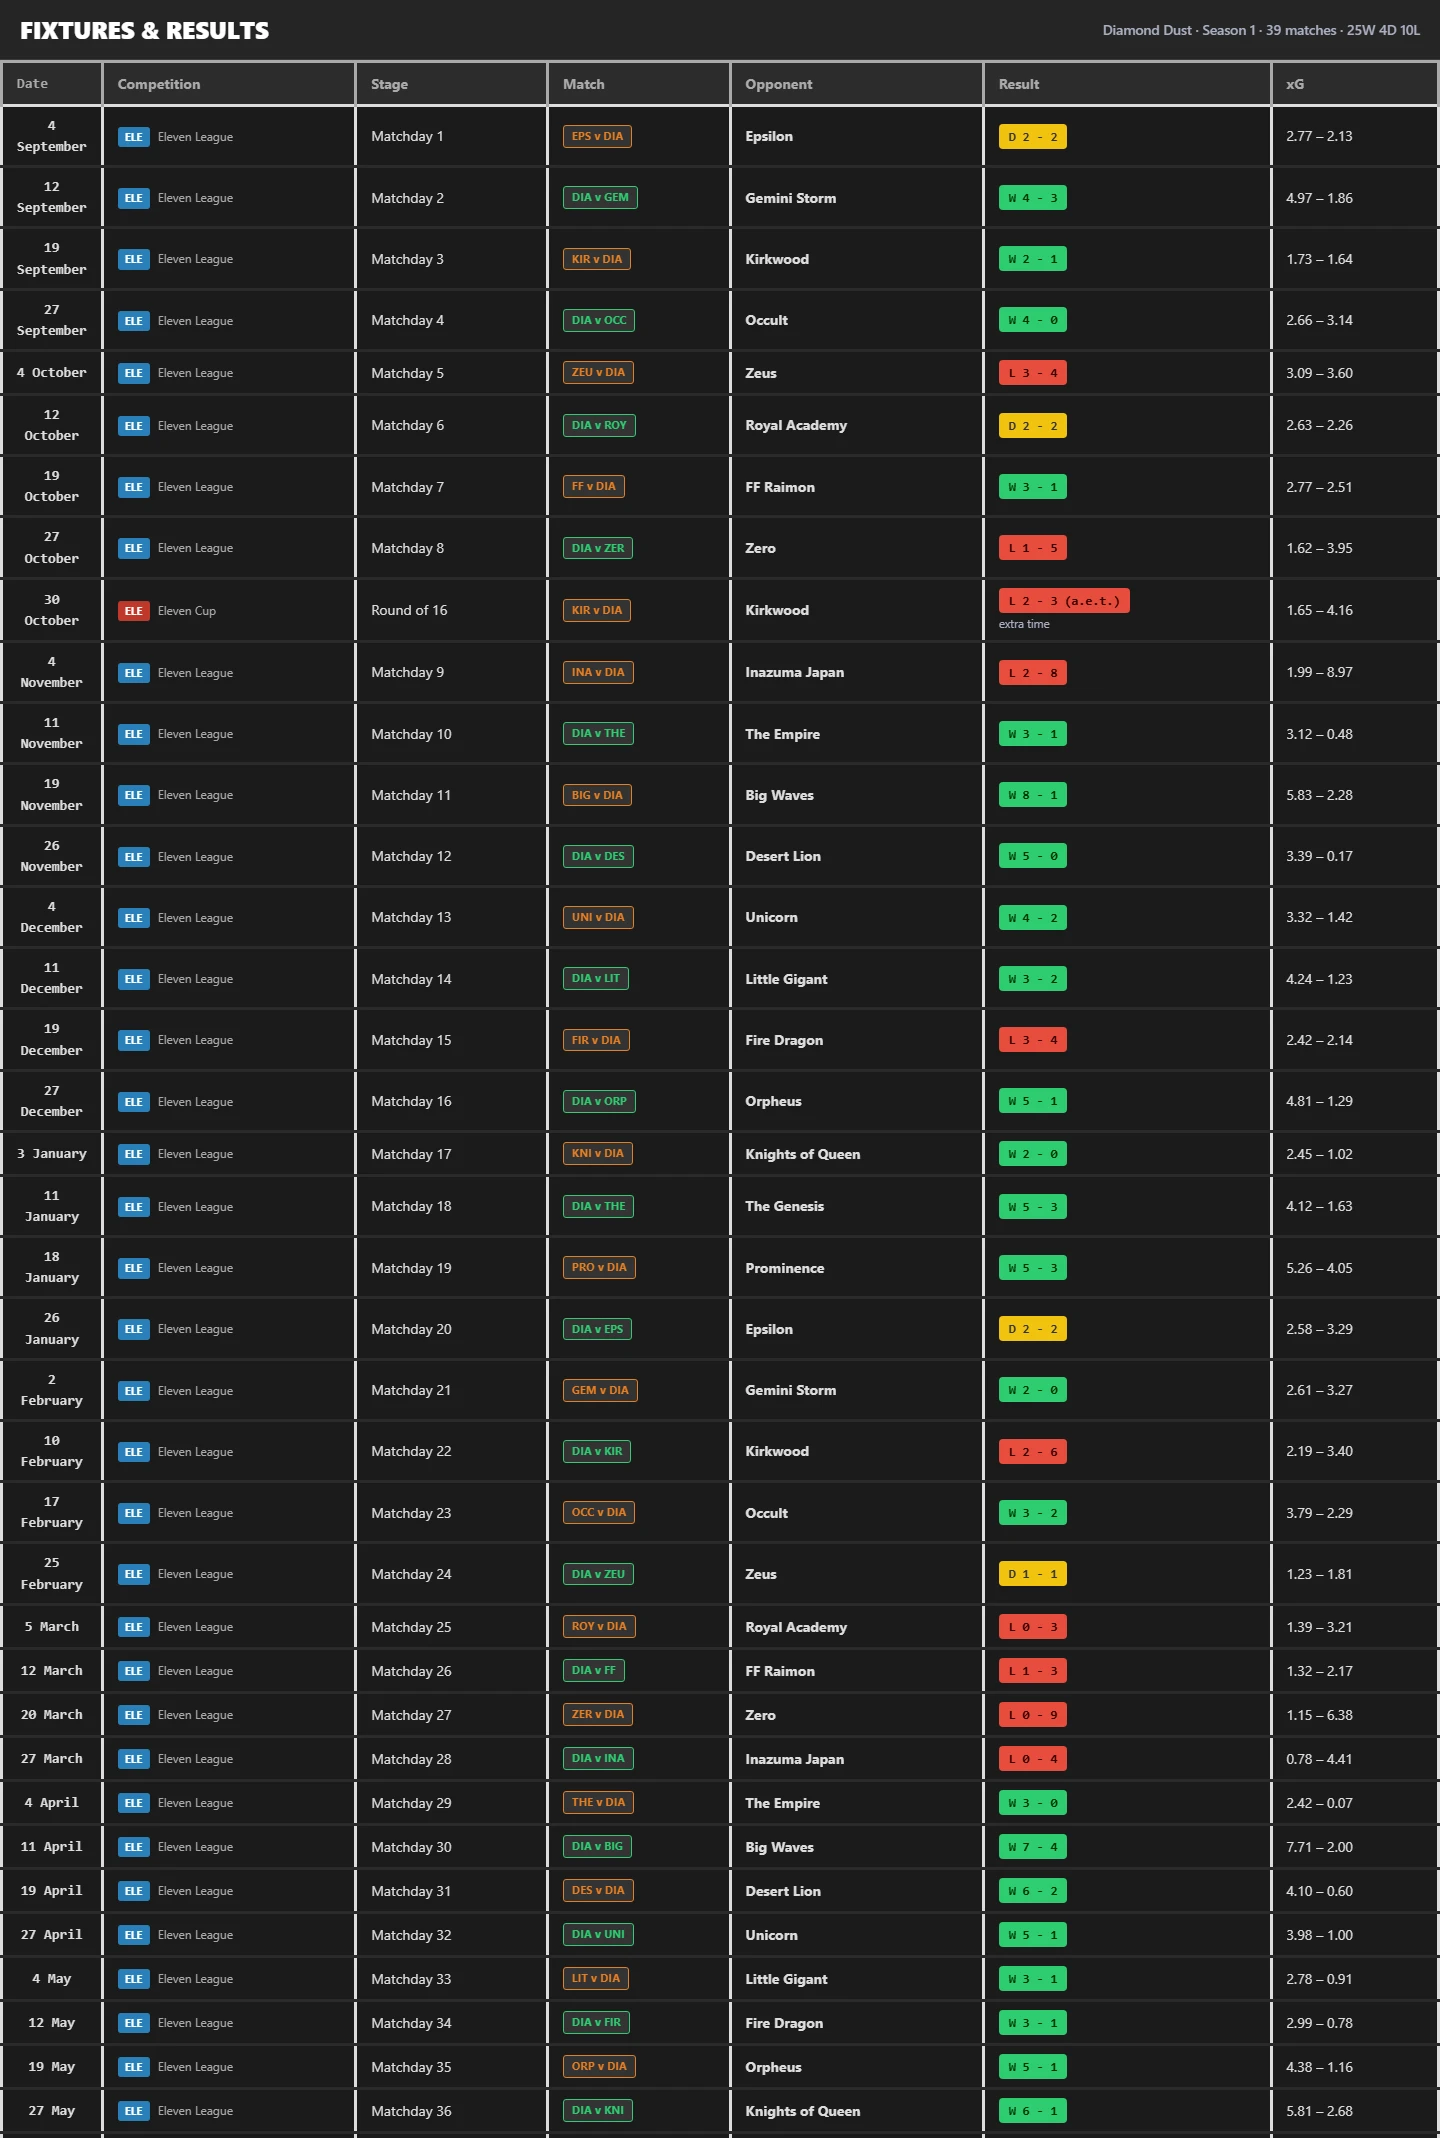 FIXTURES & RESULTS
Diamond Dust · Season 1 · 39 matches · 25W 4D 10L
Date Competition Stage Match Opponent Result xG
4 September ELE Eleven League Matchday 1 EPS v DIA Epsilon D 2 - 2 2.77 – 2.13
12 September ELE Eleven League Matchday 2 DIA v GEM Gemini Storm W 4 - 3 4.97 – 1.86
19 September ELE Eleven League Matchday 3 KIR v DIA Kirkwood W 2 - 1 1.73 – 1.64
27 September ELE Eleven League Matchday 4 DIA v OCC Occult W 4 - 0 2.66 – 3.14
4 October ELE Eleven League Matchday 5 ZEU v DIA Zeus L 3 - 4 3.09 – 3.60
12 October ELE Eleven League Matchday 6 DIA v ROY Royal Academy D 2 - 2 2.63 – 2.26
19 October ELE Eleven League Matchday 7 FF v DIA FF Raimon W 3 - 1 2.77 – 2.51
27 October ELE Eleven League Matchday 8 DIA v ZER Zero L 1 - 5 1.62 – 3.95
30 October ELE Eleven Cup Round of 16 KIR v DIA Kirkwood L 2 - 3 (a.e.t.) extra time 1.65 – 4.16
4 November ELE Eleven League Matchday 9 INA v DIA Inazuma Japan L 2 - 8 1.99 – 8.97
11 November ELE Eleven League Matchday 10 DIA v THE The Empire W 3 - 1 3.12 – 0.48
19 November ELE Eleven League Matchday 11 BIG v DIA Big Waves W 8 - 1 5.83 – 2.28
26 November ELE Eleven League Matchday 12 DIA v DES Desert Lion W 5 - 0 3.39 – 0.17
4 December ELE Eleven League Matchday 13 UNI v DIA Unicorn W 4 - 2 3.32 – 1.42
11 December ELE Eleven League Matchday 14 DIA v LIT Little Gigant W 3 - 2 4.24 – 1.23
19 December ELE Eleven League Matchday 15 FIR v DIA Fire Dragon L 3 - 4 2.42 – 2.14
27 December ELE Eleven League Matchday 16 DIA v ORP Orpheus W 5 - 1 4.81 – 1.29
3 January ELE Eleven League Matchday 17 KNI v DIA Knights of Queen W 2 - 0 2.45 – 1.02
11 January ELE Eleven League Matchday 18 DIA v THE The Genesis W 5 - 3 4.12 – 1.63
18 January ELE Eleven League Matchday 19 PRO v DIA Prominence W 5 - 3 5.26 – 4.05
26 January ELE Eleven League Matchday 20 DIA v EPS Epsilon D 2 - 2 2.58 – 3.29
2 February ELE Eleven League Matchday 21 GEM v DIA Gemini Storm W 2 - 0 2.61 – 3.27
10 February ELE Eleven League Matchday 22 DIA v KIR Kirkwood L 2 - 6 2.19 – 3.40
17 February ELE Eleven League Matchday 23 OCC v DIA Occult W 3 - 2 3.79 – 2.29
25 February ELE Eleven League Matchday 24 DIA v ZEU Zeus D 1 - 1 1.23 – 1.81
5 March ELE Eleven League Matchday 25 ROY v DIA Royal Academy L 0 - 3 1.39 – 3.21
12 March ELE Eleven League Matchday 26 DIA v FF FF Raimon L 1 - 3 1.32 – 2.17
20 March ELE Eleven League Matchday 27 ZER v DIA Zero L 0 - 9 1.15 – 6.38
27 March ELE Eleven League Matchday 28 DIA v INA Inazuma Japan L 0 - 4 0.78 – 4.41
4 April ELE Eleven League Matchday 29 THE v DIA The Empire W 3 - 0 2.42 – 0.07
11 April ELE Eleven League Matchday 30 DIA v BIG Big Waves W 7 - 4 7.71 – 2.00
19 April ELE Eleven League Matchday 31 DES v DIA Desert Lion W 6 - 2 4.10 – 0.60
27 April ELE Eleven League Matchday 32 DIA v UNI Unicorn W 5 - 1 3.98 – 1.00
4 May ELE Eleven League Matchday 33 LIT v DIA Little Gigant W 3 - 1 2.78 – 0.91
12 May ELE Eleven League Matchday 34 DIA v FIR Fire Dragon W 3 - 1 2.99 – 0.78
19 May ELE Eleven League Matchday 35 ORP v DIA Orpheus W 5 - 1 4.38 – 1.16
27 May ELE Eleven League Matchday 36 DIA v KNI Knights of Queen W 6 - 1 5.81 – 2.68